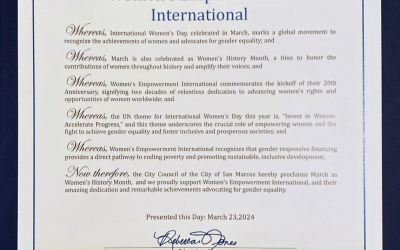 International
Whereas, International Women's Day, celebrated in March, marks a global movement to
recognize the achievements of women and advocates for gender equality; and
Whereas, March is also celebrated as Women's History Month, a time to honor the
contributions of women throughout history and amplify their voices; and
Whereas, Women's Empowerment International commemorates the kickoff of their 20th
Anniversary, signifying two decades of relentless dedication to advancing women's rights and
opportunities of women worldwide; and
Whereas, the UN theme for International Women's Day this year is, "Invest in Women,
Accelerate Progress," and this theme underscores the crucial role of empowering women and the
fight to achieve gender equality and foster inclusive and prosperous societies; and
Whereas, Women's Empowerment International recognizes that gender responsive financing
provides a direct pathway to ending poverty and promoting sustainable, inclusive development;
Now therefore, the City Council of the City of San Marcos hereby proclaims March as
Women's History Month, and we proudly support Women's Empowerment International, and their
amazing dedication and remarkable achievements advocating for gender equality.
Presented this Day: March 23,2024
Rebecca D. Jones